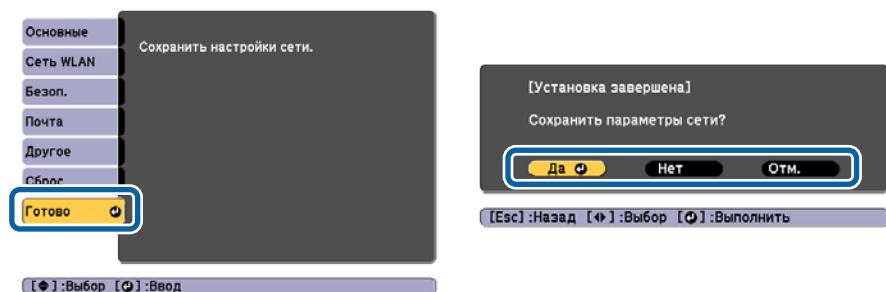 Основные
Сеть WLAN
Безоп.
Почта
Другое
Сброс
Готово
Сохранить настройки сети.
[ ]:Выбор [ ]:Ввод
[Установка завершена]
Сохранить параметры сети?
Да Нет Отм.
[Esc]:Назад [ ]:Выбор [ ]:Выполнить